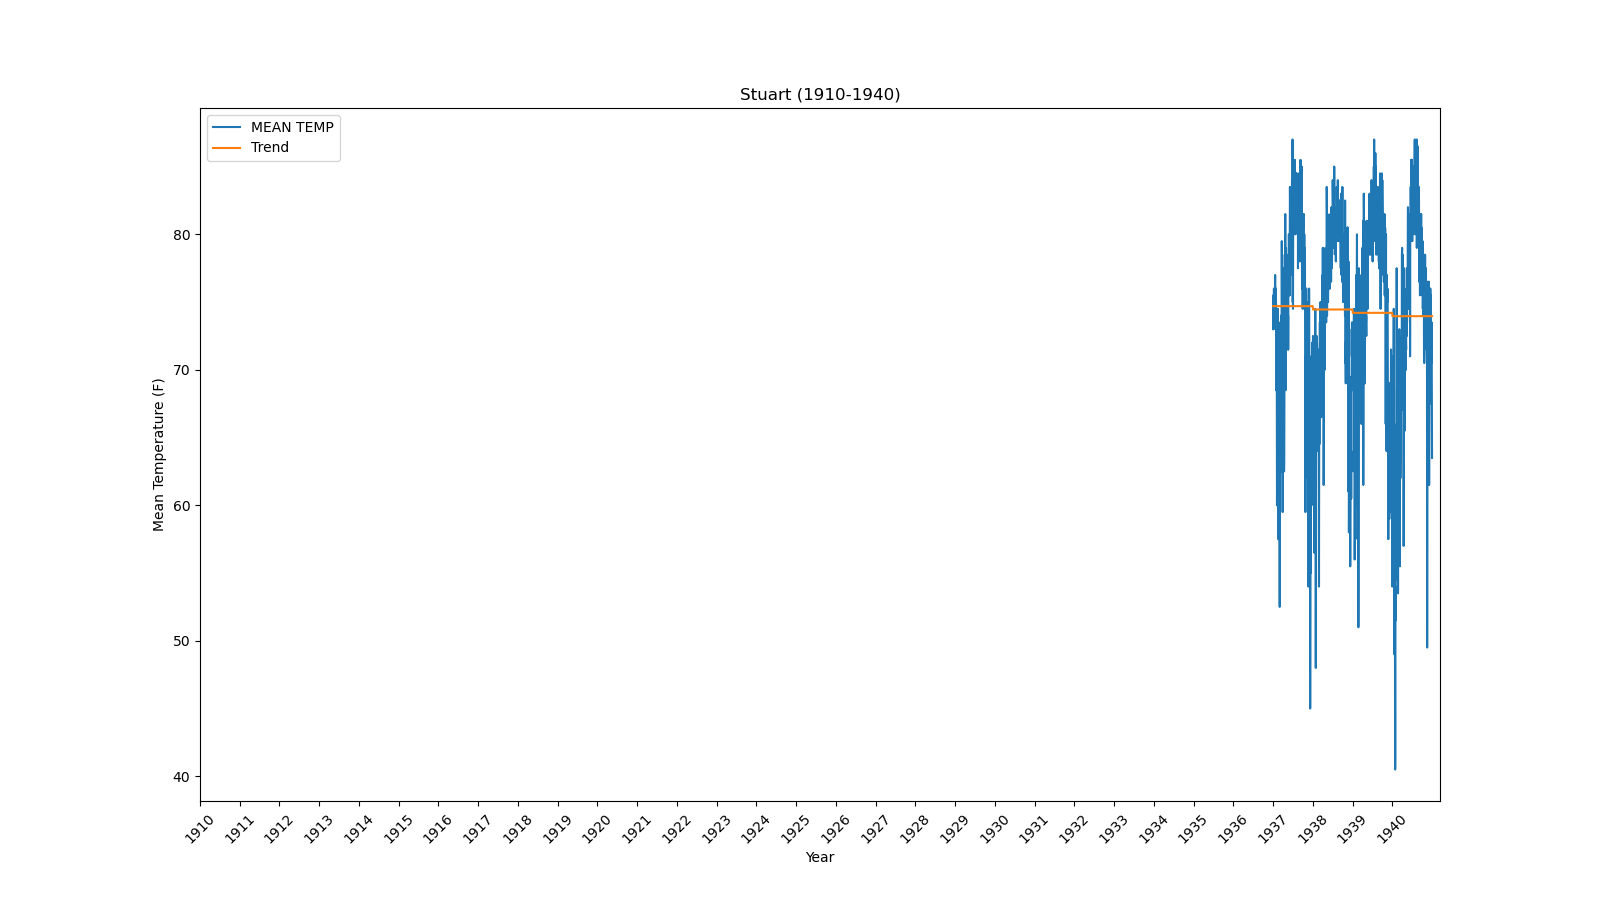 Stuart (1910-1940)
MEAN TEMP
Trend
80
70
60
50
40
Mean Temperature (F)
1910 1911 1912 1913 1914 1915 1916 1917 1918 1919 1920 1921 1922 1923 1924 1925 1926 1927 1928 1929 1930 1931 1932 1933 1934 1935 1936 1937 1938 1939 1940
Year